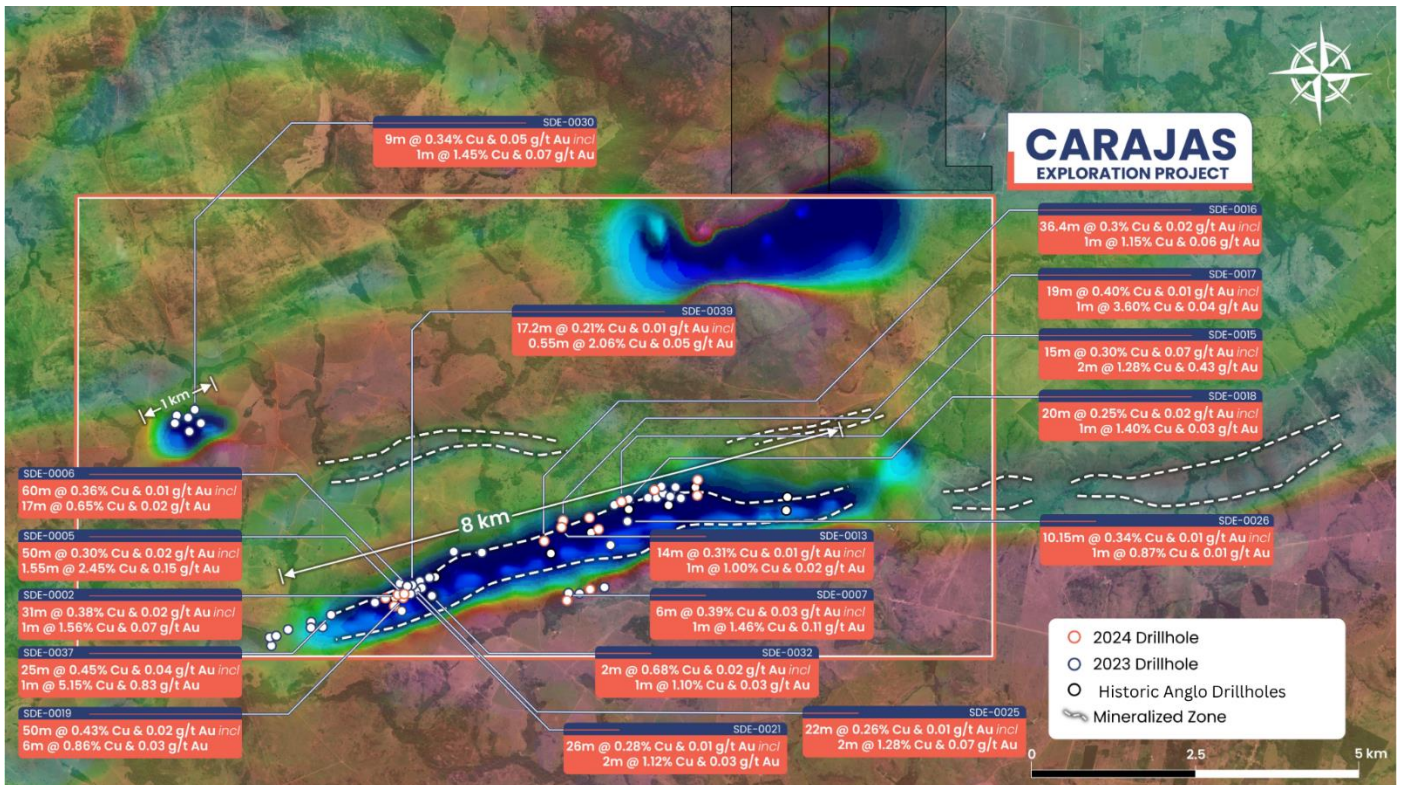 CARAJAS
EXPLORATION PROJECT
SDE-0030
9m @ 0.34% Cu & 0.05 g/t Au incl
1m @ 1.45% Cu & 0.07 g/t Au
SDE-0016
36.4m @ 0.3% Cu & 0.02 g/t Au incl
1m @ 1.15% Cu & 0.06 g/t Au
SDE-0017
19m @ 0.40% Cu & 0.01 g/t Au incl
1m @ 3.60% Cu & 0.04 g/t Au
SDE-0039
17.2m @ 0.21% Cu & 0.01 g/t Au incl
0.55m @ 2.06% Cu & 0.05 g/t Au
SDE-0015
15m @ 0.30% Cu & 0.07 g/t Au incl
2m @ 1.28% Cu & 0.43 g/t Au
SDE-0018
20m @ 0.25% Cu & 0.02 g/t Au incl
1m @ 1.40% Cu & 0.03 g/t Au
1 km
8 km
SDE-0006
60m @ 0.36% Cu & 0.01 g/t Au incl
17m @ 0.65% Cu & 0.02 g/t Au
SDE-0005
50m @ 0.30% Cu & 0.02 g/t Au incl
1.55m @ 2.45% Cu & 0.15 g/t Au
SDE-0002
31m @ 0.38% Cu & 0.02 g/t Au incl
1m @ 1.56% Cu & 0.07 g/t Au
SDE-0037
25m @ 0.45% Cu & 0.04 g/t Au incl
1m @ 5.15% Cu & 0.83 g/t Au
SDE-0019
50m @ 0.43% Cu & 0.02 g/t Au incl
6m @ 0.86% Cu & 0.03 g/t Au
SDE-0026
10.15m @ 0.34% Cu & 0.01 g/t Au incl
1m @ 0.87% Cu & 0.01 g/t Au
SDE-0013
14m @ 0.31% Cu & 0.01 g/t Au incl
1m @ 1.00% Cu & 0.02 g/t Au
SDE-0007
6m @ 0.39% Cu & 0.03 g/t Au incl
1m @ 1.46% Cu & 0.11 g/t Au
SDE-0032
2m @ 0.68% Cu & 0.02 g/t Au incl
1m @ 1.10% Cu & 0.03 g/t Au
SDE-0025
22m @ 0.26% Cu & 0.01 g/t Au incl
2m @ 1.28% Cu & 0.07 g/t Au
SDE-0021
26m @ 0.28% Cu & 0.01 g/t Au incl
2m @ 1.12% Cu & 0.03 g/t Au
2024 Drillhole
2023 Drillhole
Historic Anglo Drillholes
Mineralized Zone
0 2.5 5 km